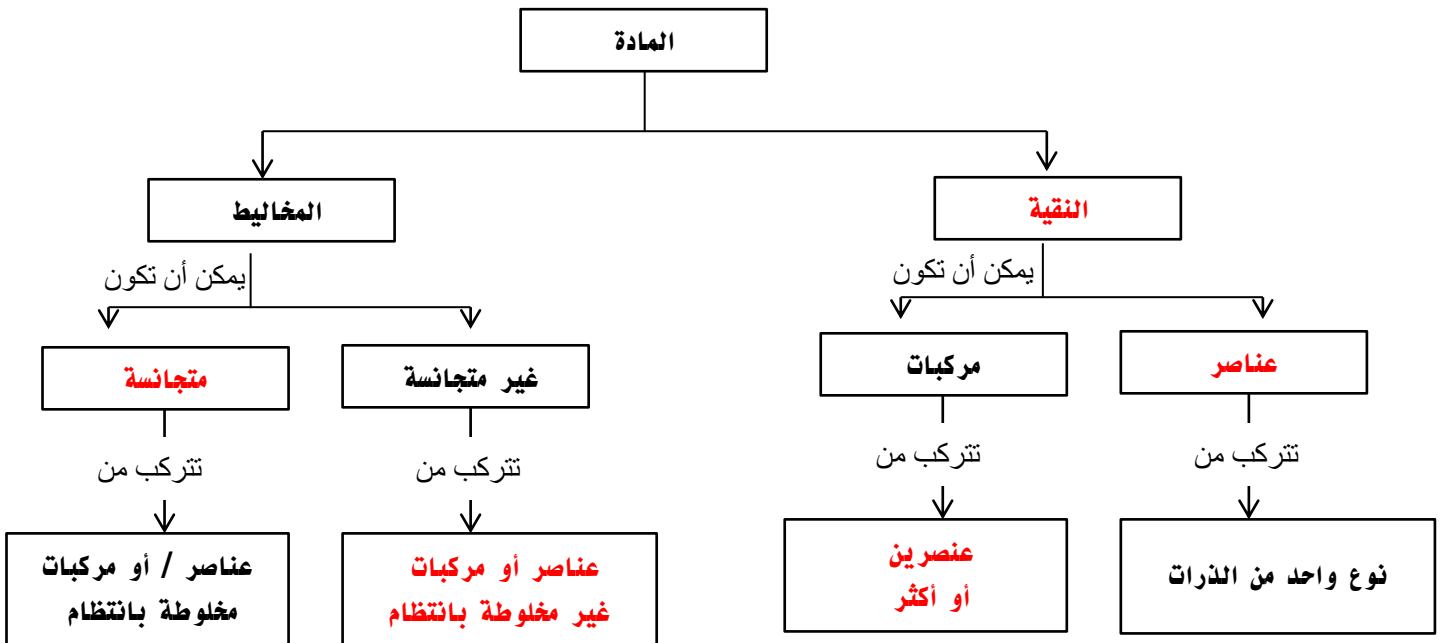 المادة
النقية
المخاليط
يمكن أن تكون
يمكن أن تكون
عناصر
مركبات
غير متجانسة
متجانسة
تتركب من
تتركب من
تتركب من
تتركب من
نوع واحد من الذرات
عنصرين
أو أكثر
عناصر أو مركبات
غير مخلوطة بانتظام
عناصر / أو مركبات
مخلوطة بانتظام